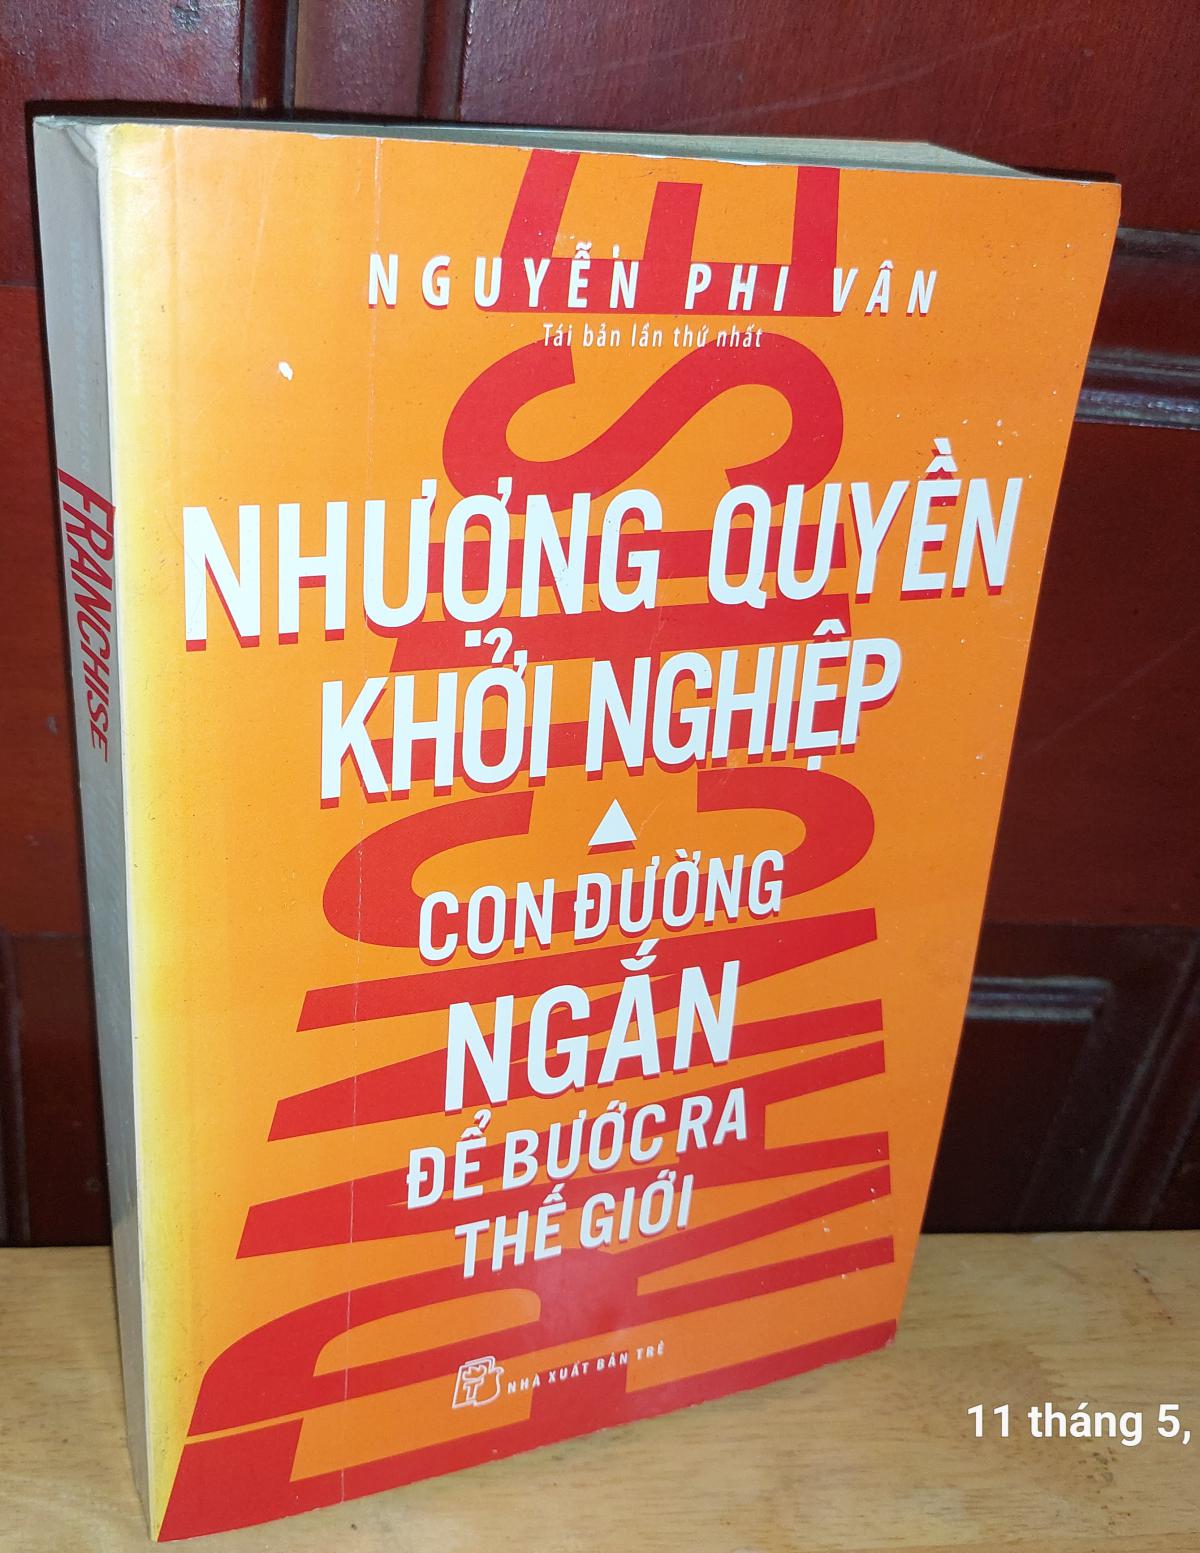 NGUYỄN PHI VÂN
Tái bản lần thứ nhất
NHƯỢNG QUYỀN
KHỞI NGHIỆP
CON ĐƯỜNG
NGẮN
ĐỂ BƯỚC RA
THẾ GIỚI
NHÀ XUẤT BẢN TRẺ
FRANCHISE
FRANCHISE
11 tháng 5,